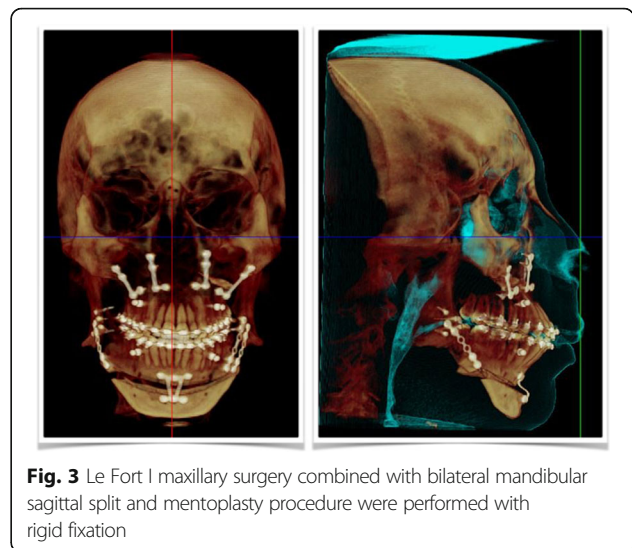 Fig. 3 Le Fort I maxillary surgery combined with bilateral mandibular
sagittal split and mentoplasty procedure were performed with
rigid fixation